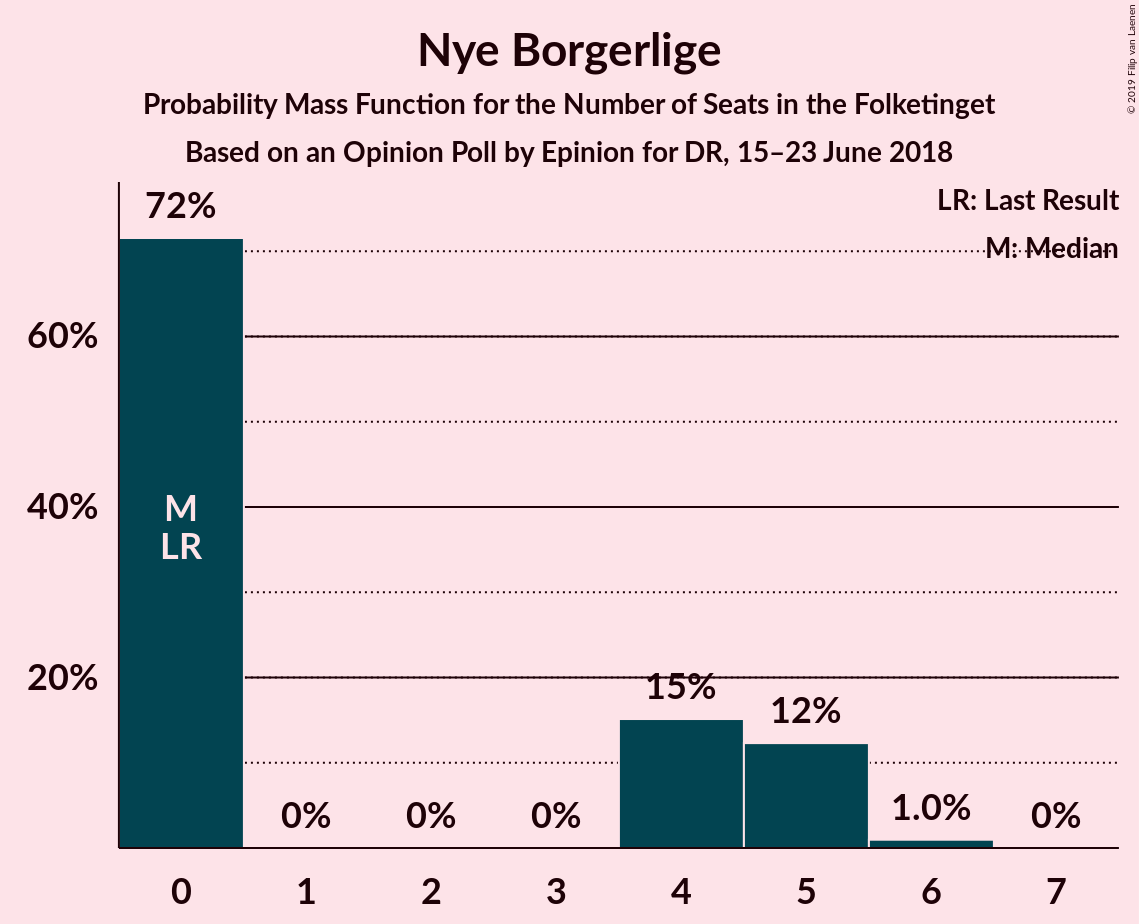 Nye Borgerlige
Probability Mass Function for the Number of Seats in the Folketinget
Based on an Opinion Poll by Epinion for DR, 15–23 June 2018
© 2019 Filip van Laenen
LR: Last Result
M: Median
72%
60%
40%
20%
M
LR
0%
0%
0%
15%
12%
1.0%
0%
0
1
2
3
4
5
6
7